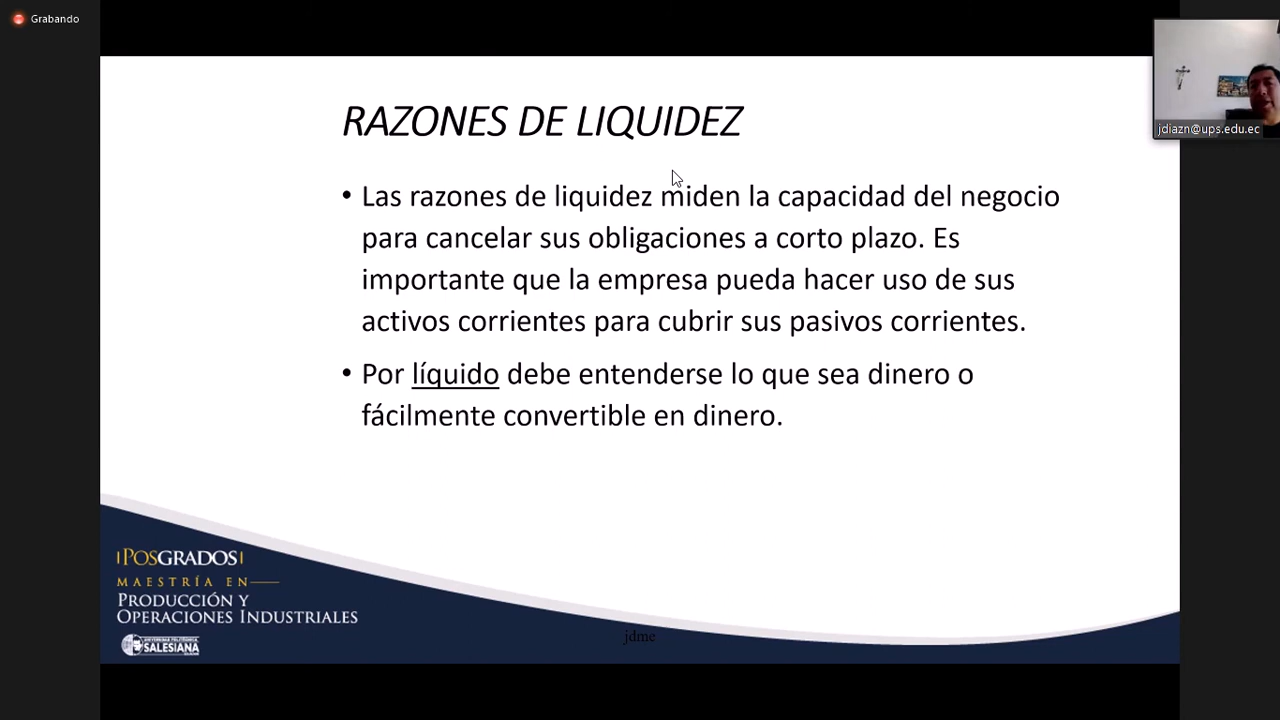 Grabando
jdiazn@ups.edu.ec
RAZONES DE LIQUIDEZ
• Las razones de liquidez miden la capacidad del negocio
para cancelar sus obligaciones a corto plazo. Es
importante que la empresa pueda hacer uso de sus
activos corrientes para cubrir sus pasivos corrientes.
• Por líquido debe entenderse lo que sea dinero o
fácilmente convertible en dinero.
POSGRADOS
MAESTRÍA EN
PRODUCCIÓN Y
OPERACIONES INDUSTRIALES
UNIVERSIDAD POLITÉCNICA
SALESIANA
jdme